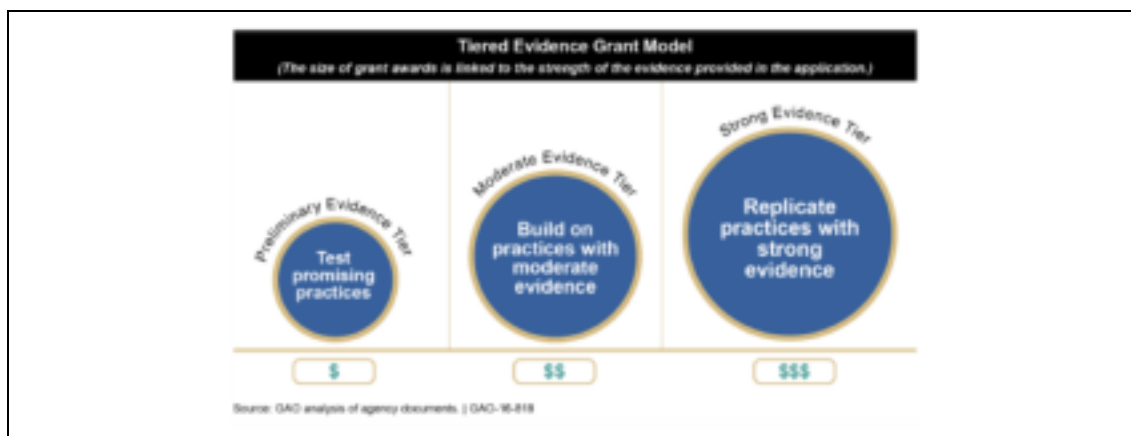 Tiered Evidence Grant Model
(The size of grant awards is linked to the strength of the evidence provided in the application.)
Preliminary Evidence Tier
Test
promising
practices
$
Moderate Evidence Tier
Build on
practices with
moderate
evidence
$$
Strong Evidence Tier
Replicate
practices with
strong
evidence
$$$
Source: GAO analysis of agency documents. | GAO-16-818